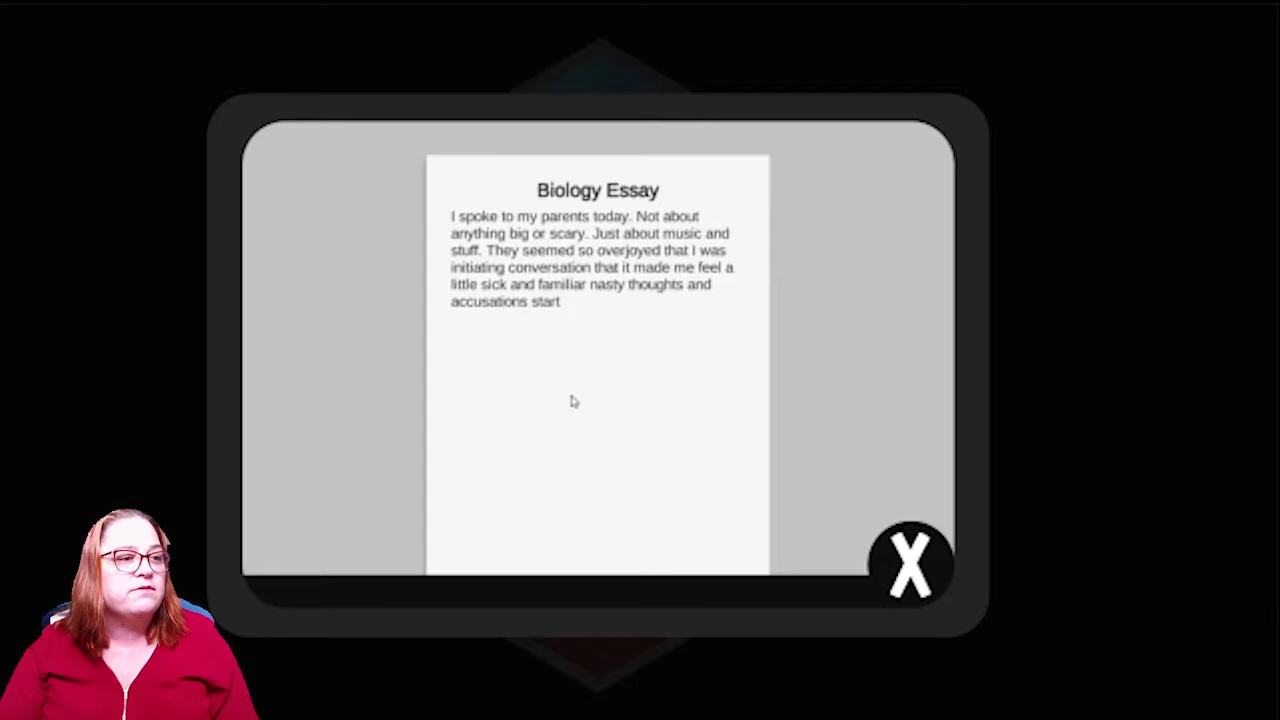 Biology Essay
I spoke to my parents today. Not about
anything big or scary. Just about music and
stuff. They seemed so overjoyed that I was
initiating conversation that it made me feel a
little sick and familiar nasty thoughts and
accusations start
X